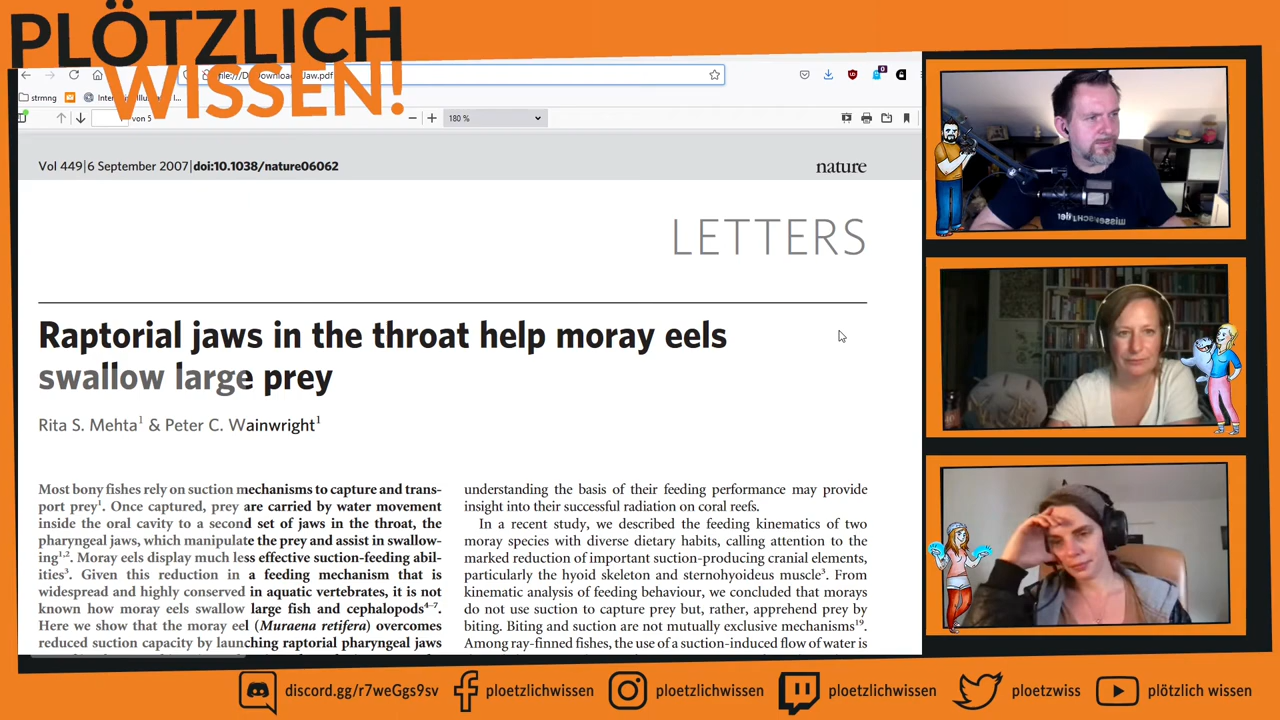 PLÖTZLICH
WISSEN!
Jaw.pdf
strmng
von 5
180 %
0
Vol 449|6 September 2007|doi:10.1038/nature06062
nature
LETTERS
Raptorial jaws in the throat help moray eels
swallow large prey
Rita S. Mehta¹ & Peter C. Wainwright¹
Most bony fishes rely on suction mechanisms to capture and trans-
port prey¹. Once captured, prey are carried by water movement
inside the oral cavity to a second set of jaws in the throat, the
pharyngeal jaws, which manipulate the prey and assist in swallow-
ing¹,². Moray eels display much less effective suction-feeding abil-
ities³. Given this reduction in a feeding mechanism that is
widespread and highly conserved in aquatic vertebrates, it is not
known how moray eels swallow large fish and cephalopods⁴⁻⁷.
Here we show that the moray eel (Muraena retifera) overcomes
reduced suction capacity by launching raptorial pharyngeal jaws
understanding the basis of their feeding performance may provide
insight into their successful radiation on coral reefs.
In a recent study, we described the feeding kinematics of two
moray species with diverse dietary habits, calling attention to the
marked reduction of important suction-producing cranial elements,
particularly the hyoid skeleton and sternohyoideus muscle³. From
kinematic analysis of feeding behaviour, we concluded that morays
do not use suction to capture prey but, rather, apprehend prey by
biting. Biting and suction are not mutually exclusive mechanisms¹⁹.
Among ray-finned fishes, the use of a suction-induced flow of water is
discord.gg/r7weGgs9sv
ploetzlichwissen
ploetzlichwissen
ploetzlichwissen
ploetzwiss
plötzlich wissen